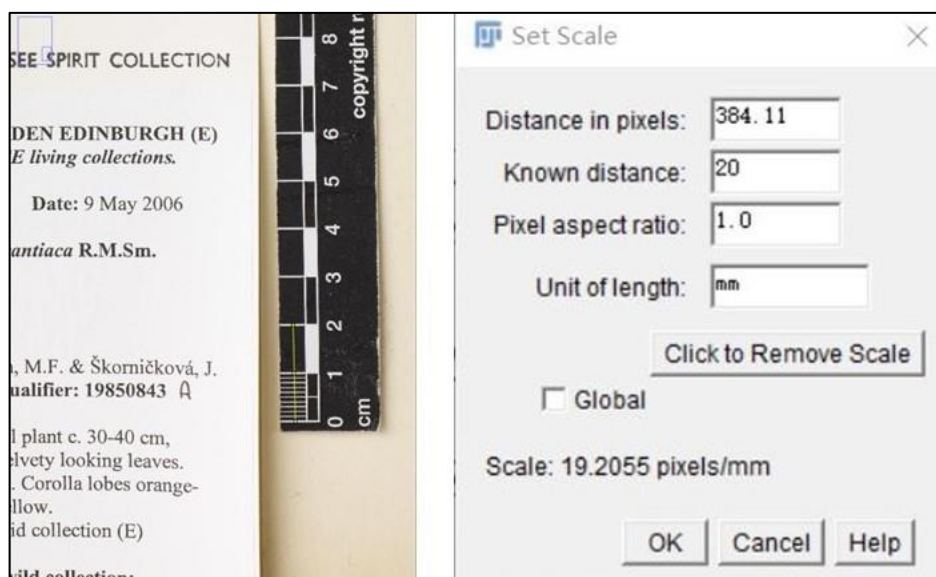 SEE SPIRIT COLLECTION
DEN EDINBURGH (E)
E living collections.
Date: 9 May 2006
antiaca R.M.Sm.
, M.F. & Škorničková, J.
ualifier: 19850843 A
l plant c. 30-40 cm,
elvety looking leaves.
. Corolla lobes orange-
llow.
id collection (E)
vild collection:
0 1 2 3 4 5 6 7 8
cm
copyright r
Set Scale
Distance in pixels: 384.11
Known distance: 20
Pixel aspect ratio: 1.0
Unit of length: mm
Click to Remove Scale
Global
Scale: 19.2055 pixels/mm
OK Cancel Help